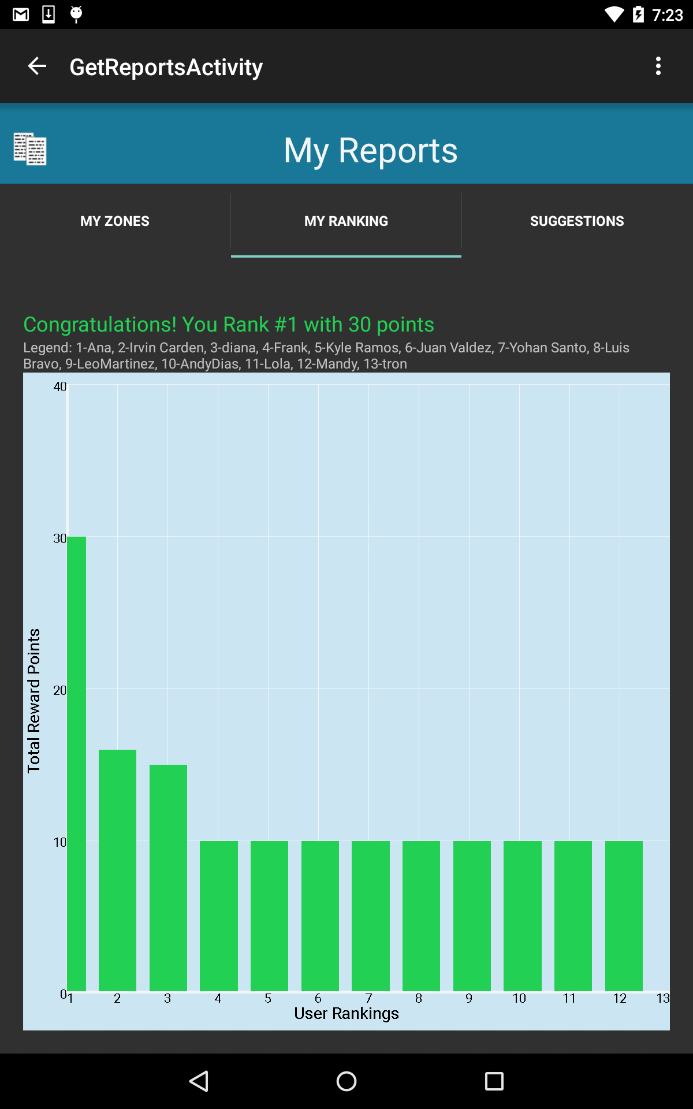 7:23
GetReportsActivity
My Reports
MY ZONES
MY RANKING
SUGGESTIONS
Congratulations! You Rank #1 with 30 points
Legend: 1-Ana, 2-Irvin Carden, 3-diana, 4-Frank, 5-Kyle Ramos, 6-Juan Valdez, 7-Yohan Santo, 8-Luis
Bravo, 9-LeoMartinez, 10-AndyDias, 11-Lola, 12-Mandy, 13-tron
40
30
20
10
0
Total Reward Points
1 2 3 4 5 6 7 8 9 10 11 12 13
User Rankings